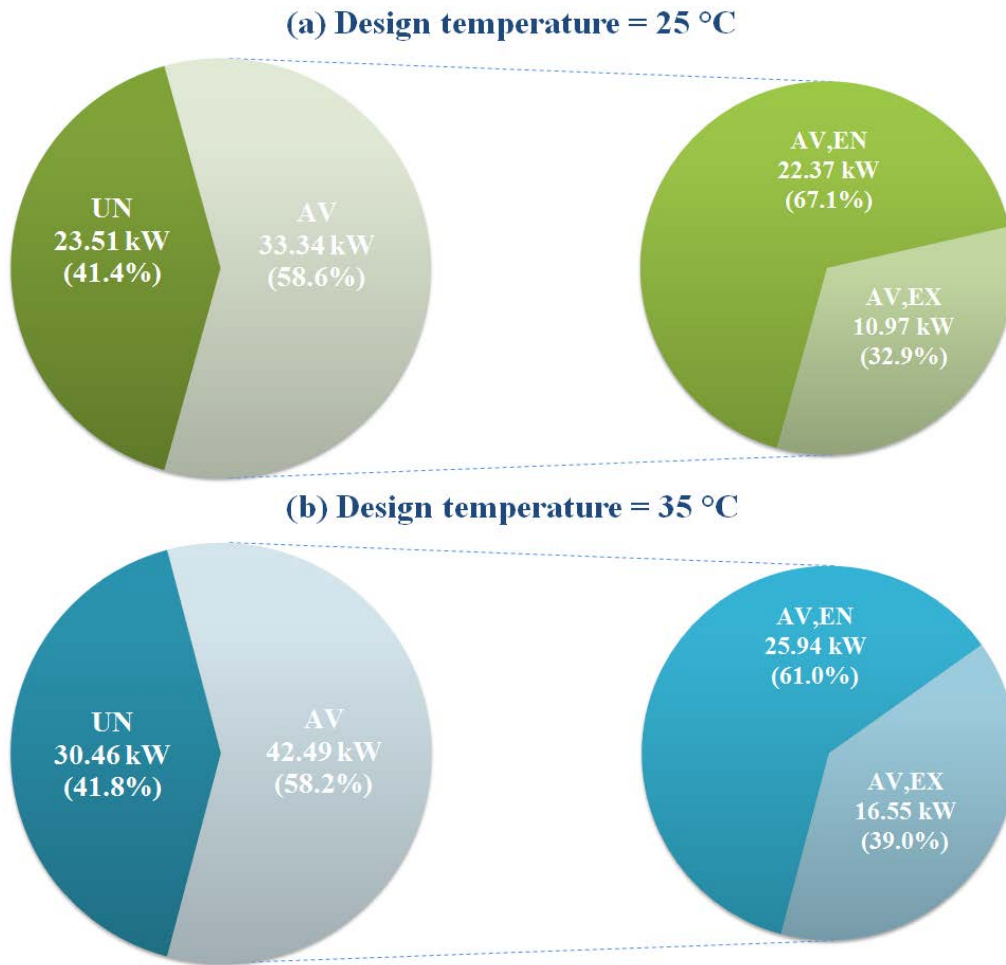 (a) Design temperature = 25 °C
UN
23.51 kW
(41.4%)
AV
33.34 kW
(58.6%)
AV,EN
22.37 kW
(67.1%)
AV,EX
10.97 kW
(32.9%)
(b) Design temperature = 35 °C
UN
30.46 kW
(41.8%)
AV
42.49 kW
(58.2%)
AV,EN
25.94 kW
(61.0%)
AV,EX
16.55 kW
(39.0%)